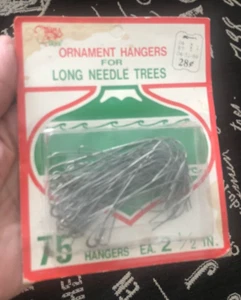 ORNAMENT HANGERS
FOR
LONG NEEDLE TREES
28¢
75 HANGERS EA. 2 1/2 IN.